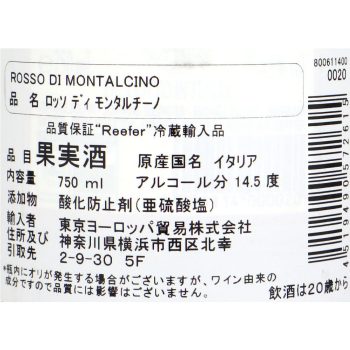 800611400
0020
ROSSO DI MONTALCINO
品 名 ロッソ ディ モンタルチーノ
品質保証“Reefer”冷蔵輸入品
品 目 果実酒 原産国名 イタリア
内容量 750 ml アルコール分 14.5 度
添加物 酸化防止剤(亜硫酸塩)
輸入者 東京ヨーロッパ貿易株式会社
住所及び 神奈川県横浜市西区北幸
引取先 2-9-30 5F
*瓶内にオリが発生する場合がございますが、ワイン由来の
成分ですので品質には影響ございません。
飲酒は20歳から
4519490572615